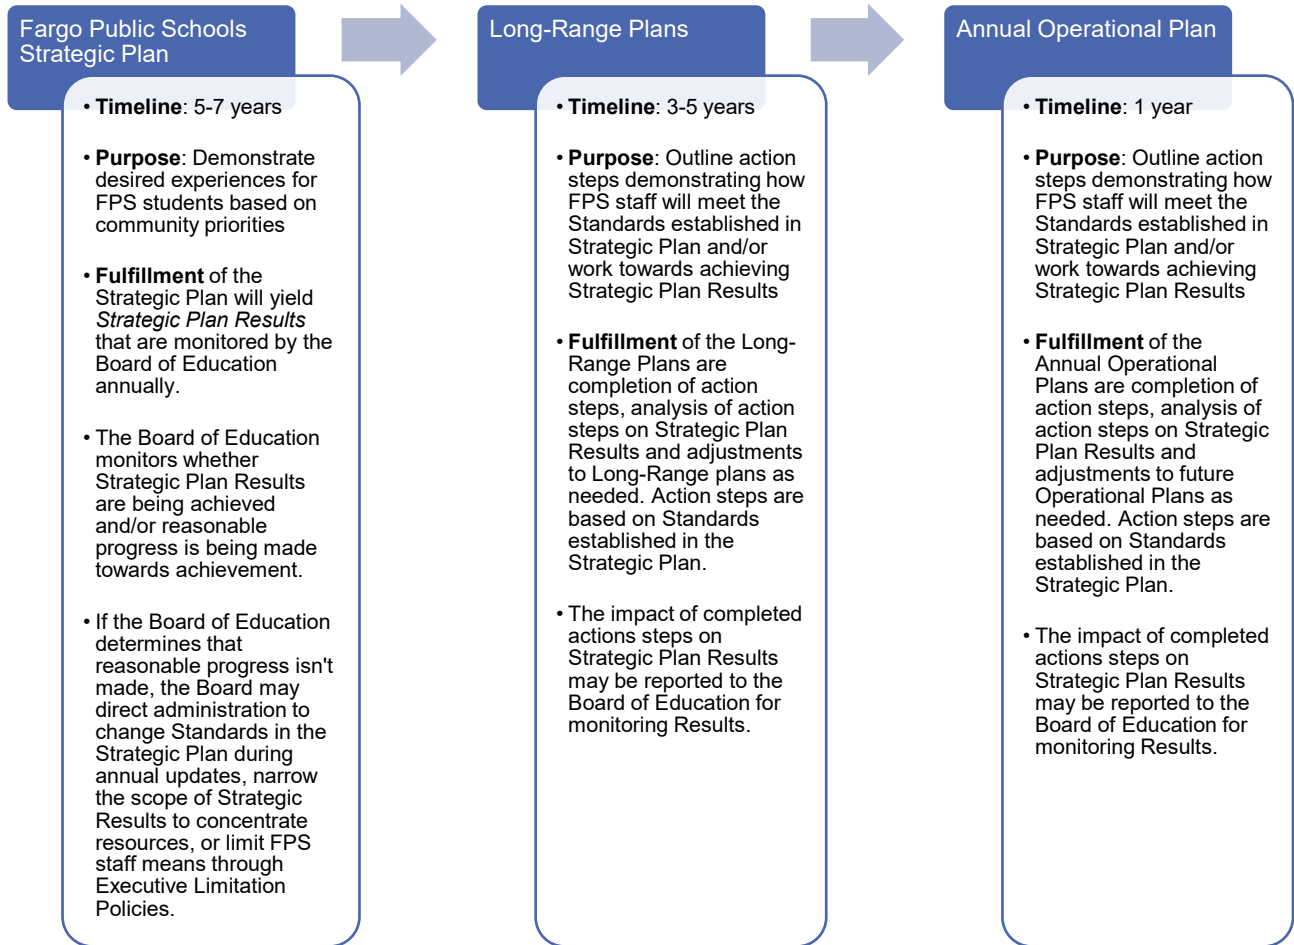 Fargo Public Schools
Strategic Plan
• Timeline: 5-7 years
• Purpose: Demonstrate
desired experiences for
FPS students based on
community priorities
• Fulfillment of the
Strategic Plan will yield
Strategic Plan Results
that are monitored by the
Board of Education
annually.
• The Board of Education
monitors whether
Strategic Plan Results
are being achieved
and/or reasonable
progress is being made
towards achievement.
• If the Board of Education
determines that
reasonable progress isn't
made, the Board may
direct administration to
change Standards in the
Strategic Plan during
annual updates, narrow
the scope of Strategic
Results to concentrate
resources, or limit FPS
staff means through
Executive Limitation
Policies.
Long-Range Plans
• Timeline: 3-5 years
• Purpose: Outline action
steps demonstrating how
FPS staff will meet the
Standards established in
Strategic Plan and/or
work towards achieving
Strategic Plan Results
• Fulfillment of the Long-
Range Plans are
completion of action
steps, analysis of action
steps on Strategic Plan
Results and adjustments
to Long-Range plans as
needed. Action steps are
based on Standards
established in the
Strategic Plan.
• The impact of completed
actions steps on
Strategic Plan Results
may be reported to the
Board of Education for
monitoring Results.
Annual Operational Plan
• Timeline: 1 year
• Purpose: Outline action
steps demonstrating how
FPS staff will meet the
Standards established in
Strategic Plan and/or
work towards achieving
Strategic Plan Results
• Fulfillment of the
Annual Operational
Plans are completion of
action steps, analysis of
action steps on Strategic
Plan Results and
adjustments to future
Operational Plans as
needed. Action steps are
based on Standards
established in the
Strategic Plan.
• The impact of completed
actions steps on
Strategic Plan Results
may be reported to the
Board of Education for
monitoring Results.